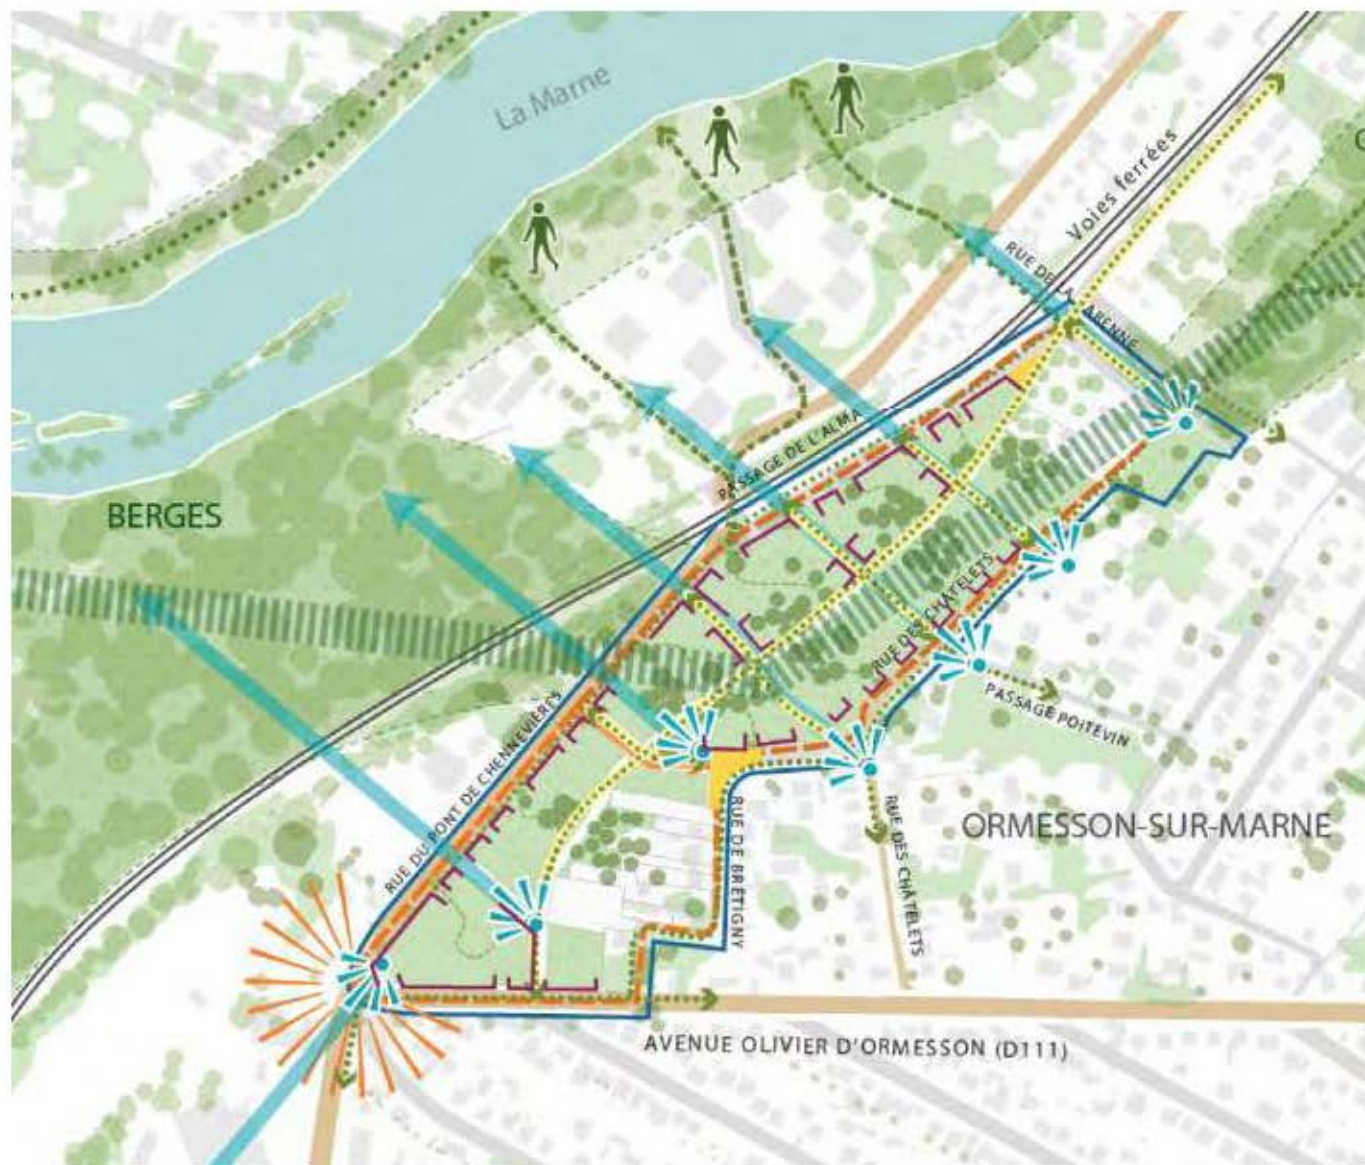 La Marne
Voies ferrées
RUE DE LA
ARENNE
PASSAGE DE L'ALMA
BERGES
RUE DES CHÂTELETS
PASSAGE POITEVIN
RUE DU PONT DE CHENNEVIÈRES
RUE DE BRÉTIGNY
RUE DES CHÂTELETS
ORMESSON-SUR-MARNE
AVENUE OLIVIER D'ORMESSON (D111)